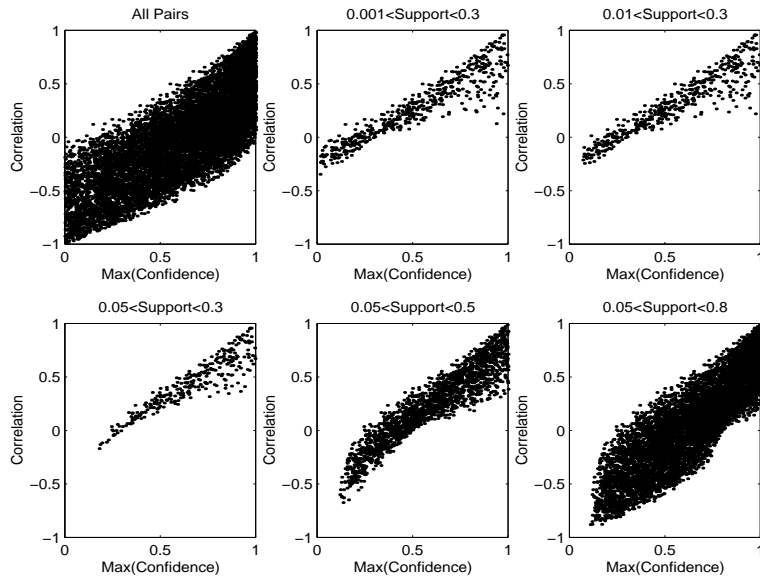 All Pairs
0.001<Support<0.3
0.01<Support<0.3
1
0.5
0
−0.5
−1
Correlation
0
0.5
1
Max(Confidence)
1
0.5
0
−0.5
−1
Correlation
0
0.5
1
Max(Confidence)
1
0.5
0
−0.5
−1
Correlation
0
0.5
1
Max(Confidence)
0.05<Support<0.3
0.05<Support<0.5
0.05<Support<0.8
1
0.5
0
−0.5
−1
Correlation
0
0.5
1
Max(Confidence)
1
0.5
0
−0.5
−1
Correlation
0
0.5
1
Max(Confidence)
1
0.5
0
−0.5
−1
Correlation
0
0.5
1
Max(Confidence)